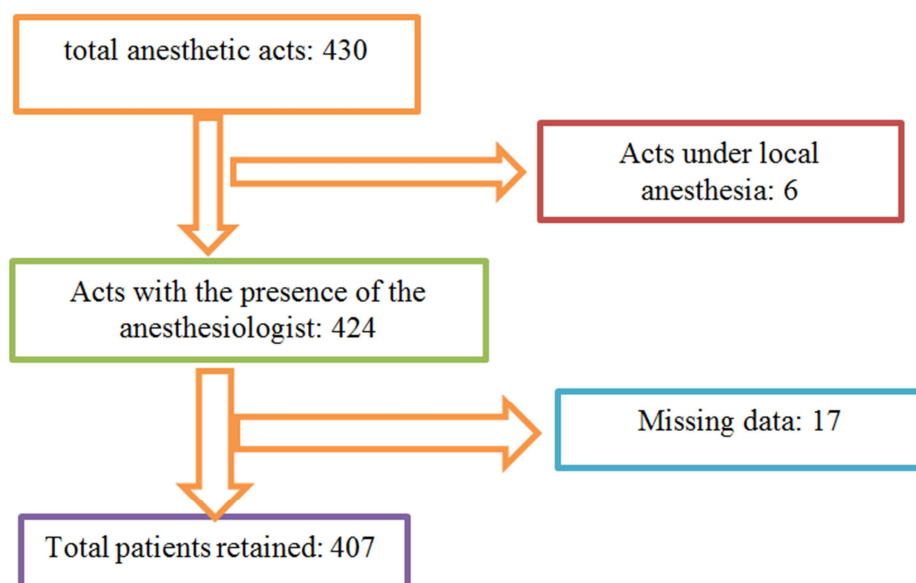 total anesthetic acts: 430
Acts under local
anesthesia: 6
Acts with the presence of the
anesthesiologist: 424
Missing data: 17
Total patients retained: 407